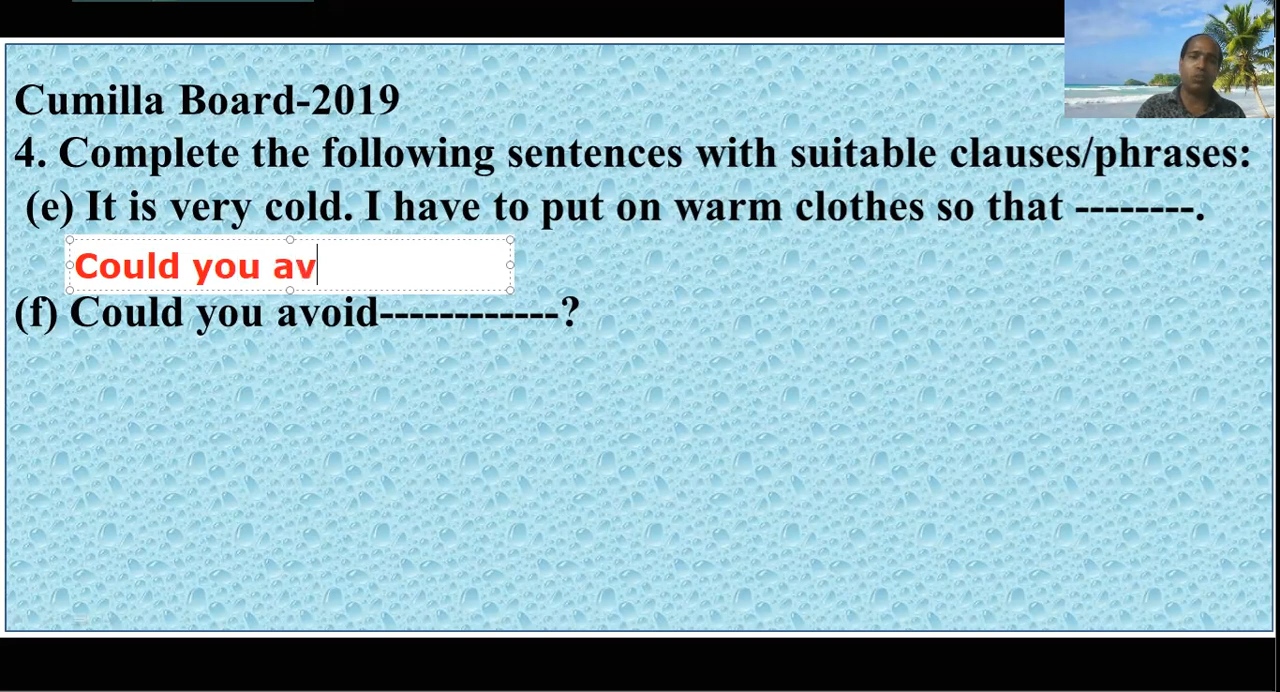 Cumilla Board-2019
4. Complete the following sentences with suitable clauses/phrases:
(e) It is very cold. I have to put on warm clothes so that --------.
Could you av
(f) Could you avoid------------?